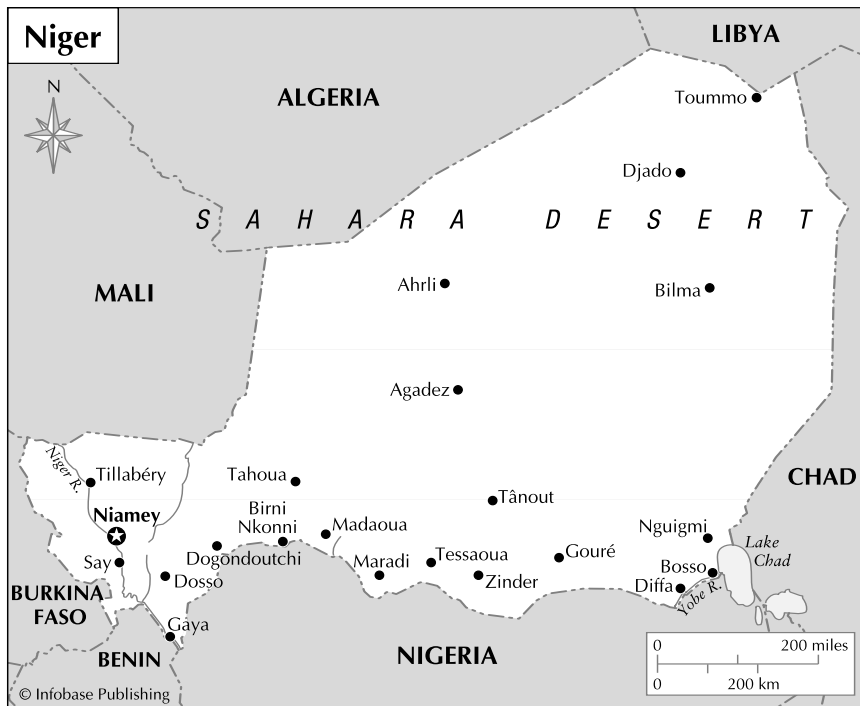 Niger
LIBYA
N
ALGERIA
Toummo
Djado
SAHARA DESERT
Ahrli
MALI
Bilma
Agadez
Niger R.
Tillabéry
Tahoua
CHAD
Tânout
Niamey
Birni
Nkonni
Madaoua
Nguigmi
Lake
Chad
Say
Dogondoutchi
Maradi
Tessaoua
Gouré
Bosso
Dosso
Zinder
Diffa
Yobe R.
BURKINA
FASO
Gaya
BENIN
NIGERIA
0 200 miles
0 200 km
© Infobase Publishing